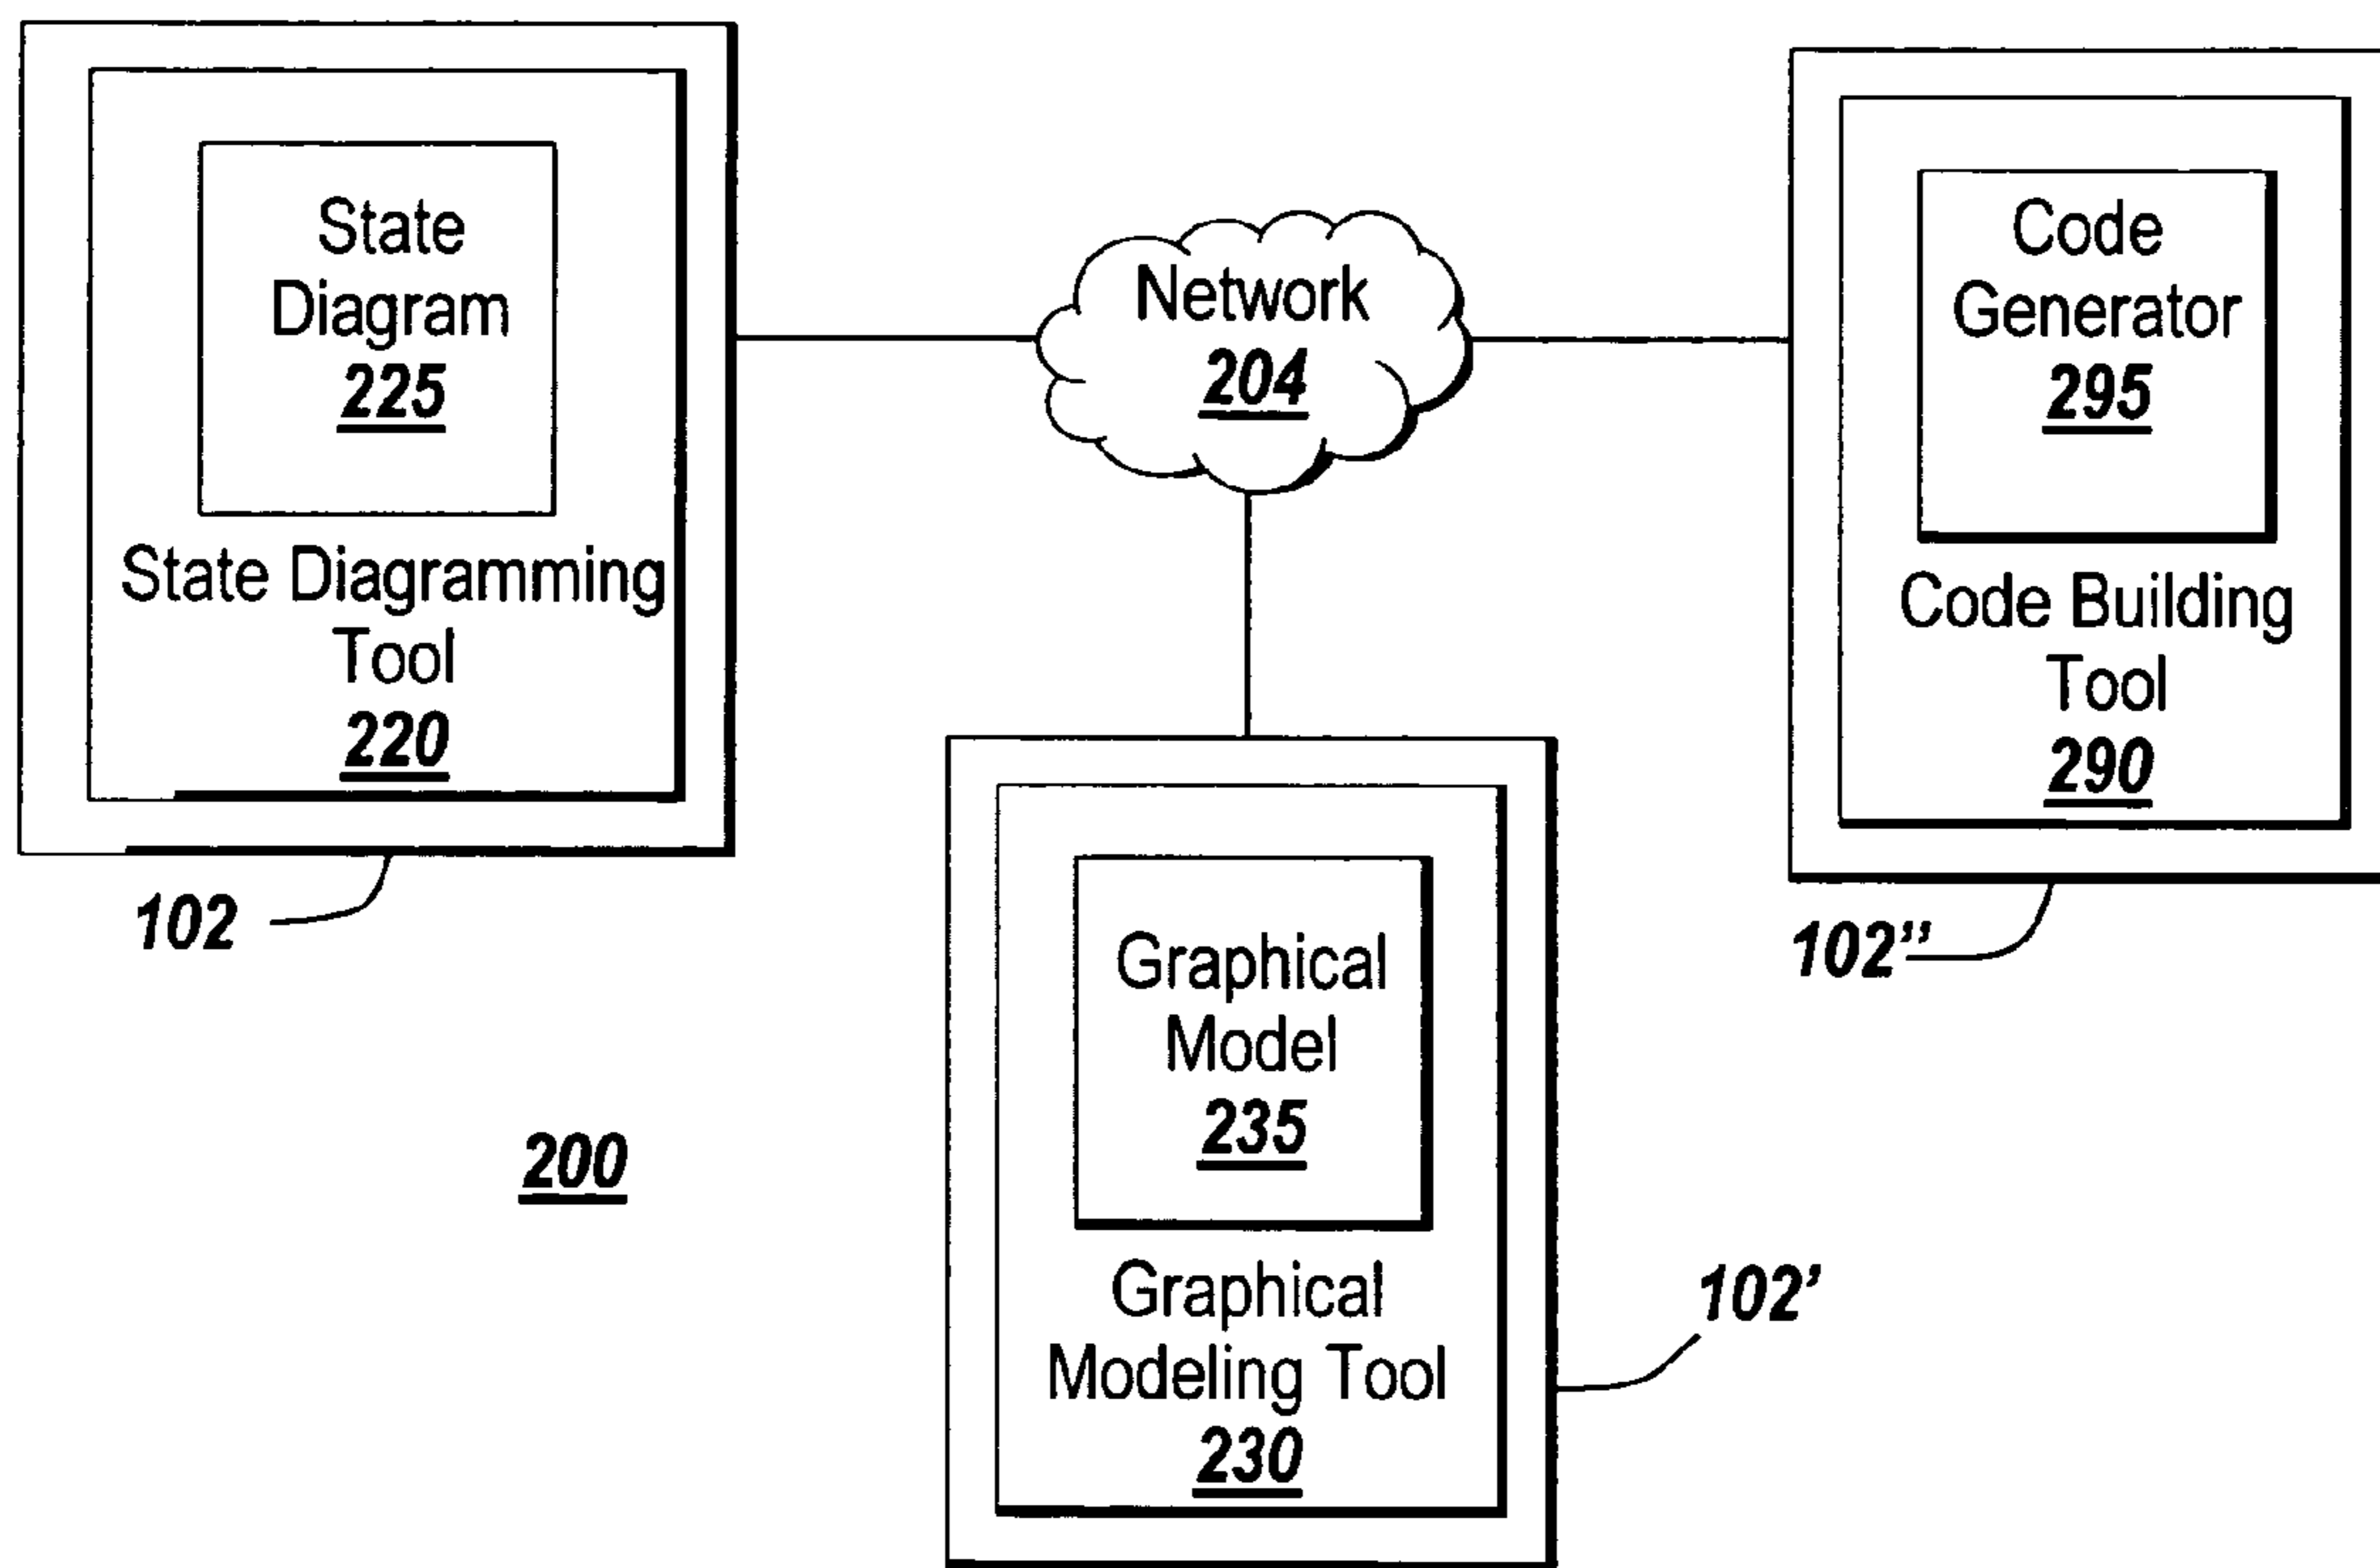 State
Diagram
225
State Diagramming
Tool
220
102
Network
204
Code
Generator
295
Code Building
Tool
290
102”
Graphical
Model
235
Graphical
Modeling Tool
230
102’
200